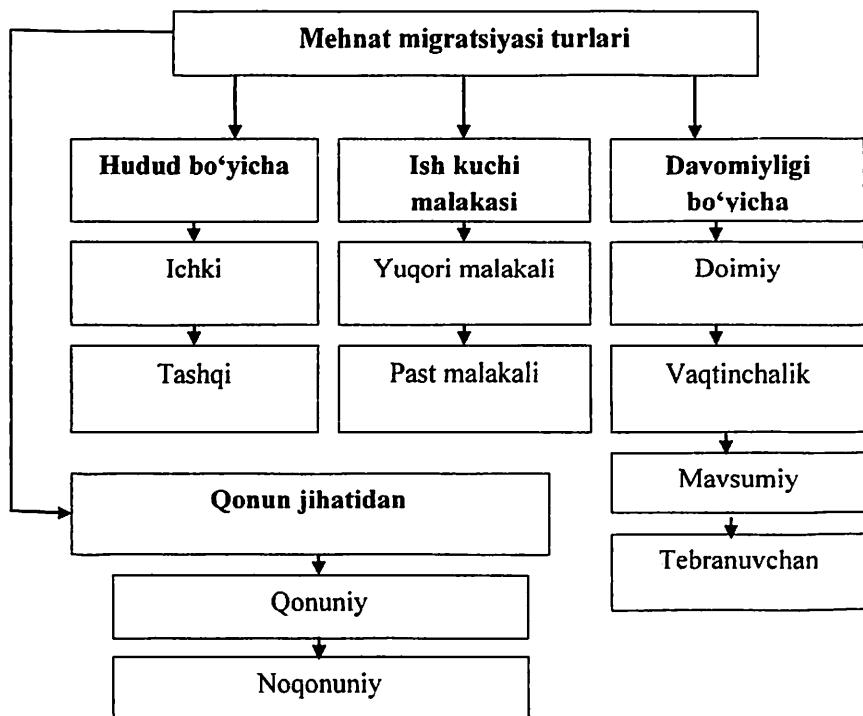 Mehnat migratsiyasi turlari
Hudud bo‘yicha
Ish kuchi
malakasi
Davomiyligi
bo‘yicha
Ichki
Yuqori malakali
Doimiy
Tashqi
Past malakali
Vaqtinchalik
Mavsumiy
Tebranuvchan
Qonun jihatidan
Qonuniy
Noqonuniy